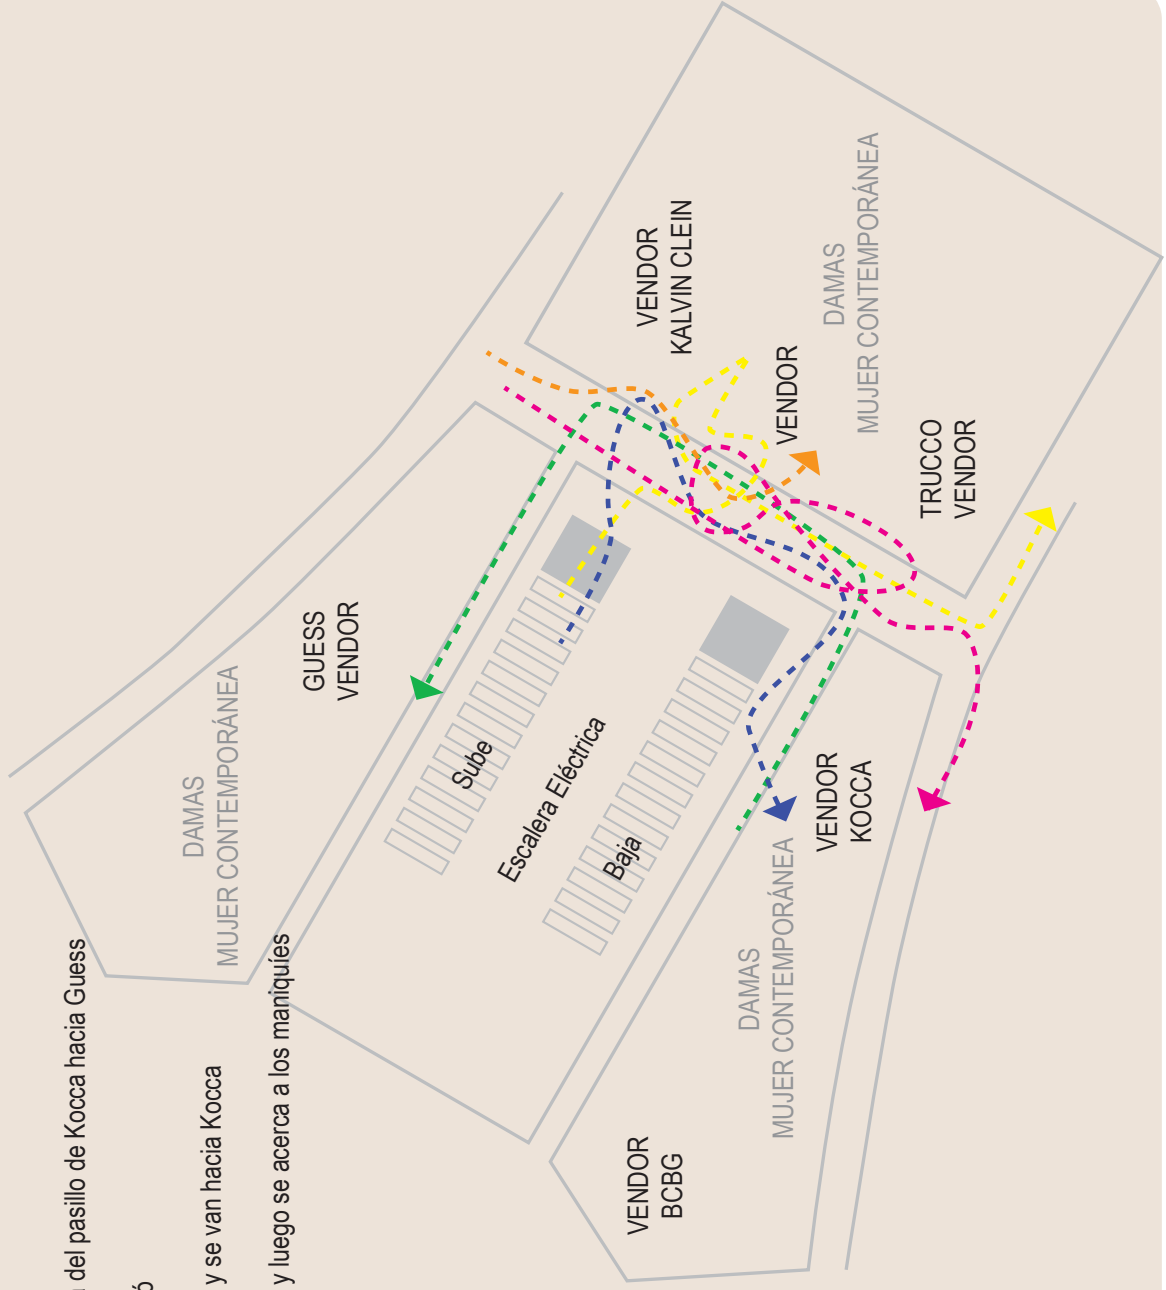 del pasillo de Kocca hacia Guess
ó
y se van hacia Kocca
y luego se acerca a los maniquíes
DAMAS
MUJER CONTEMPORÁNEA
GUESS
VENDOR
Sube
Escalera Eléctrica
Baja
VENDOR
KALVIN CLEIN
VENDOR
DAMAS
MUJER CONTEMPORÁNEA
TRUCCO
VENDOR
VENDOR
KOCCA
DAMAS
MUJER CONTEMPORÁNEA
VENDOR
BCBG